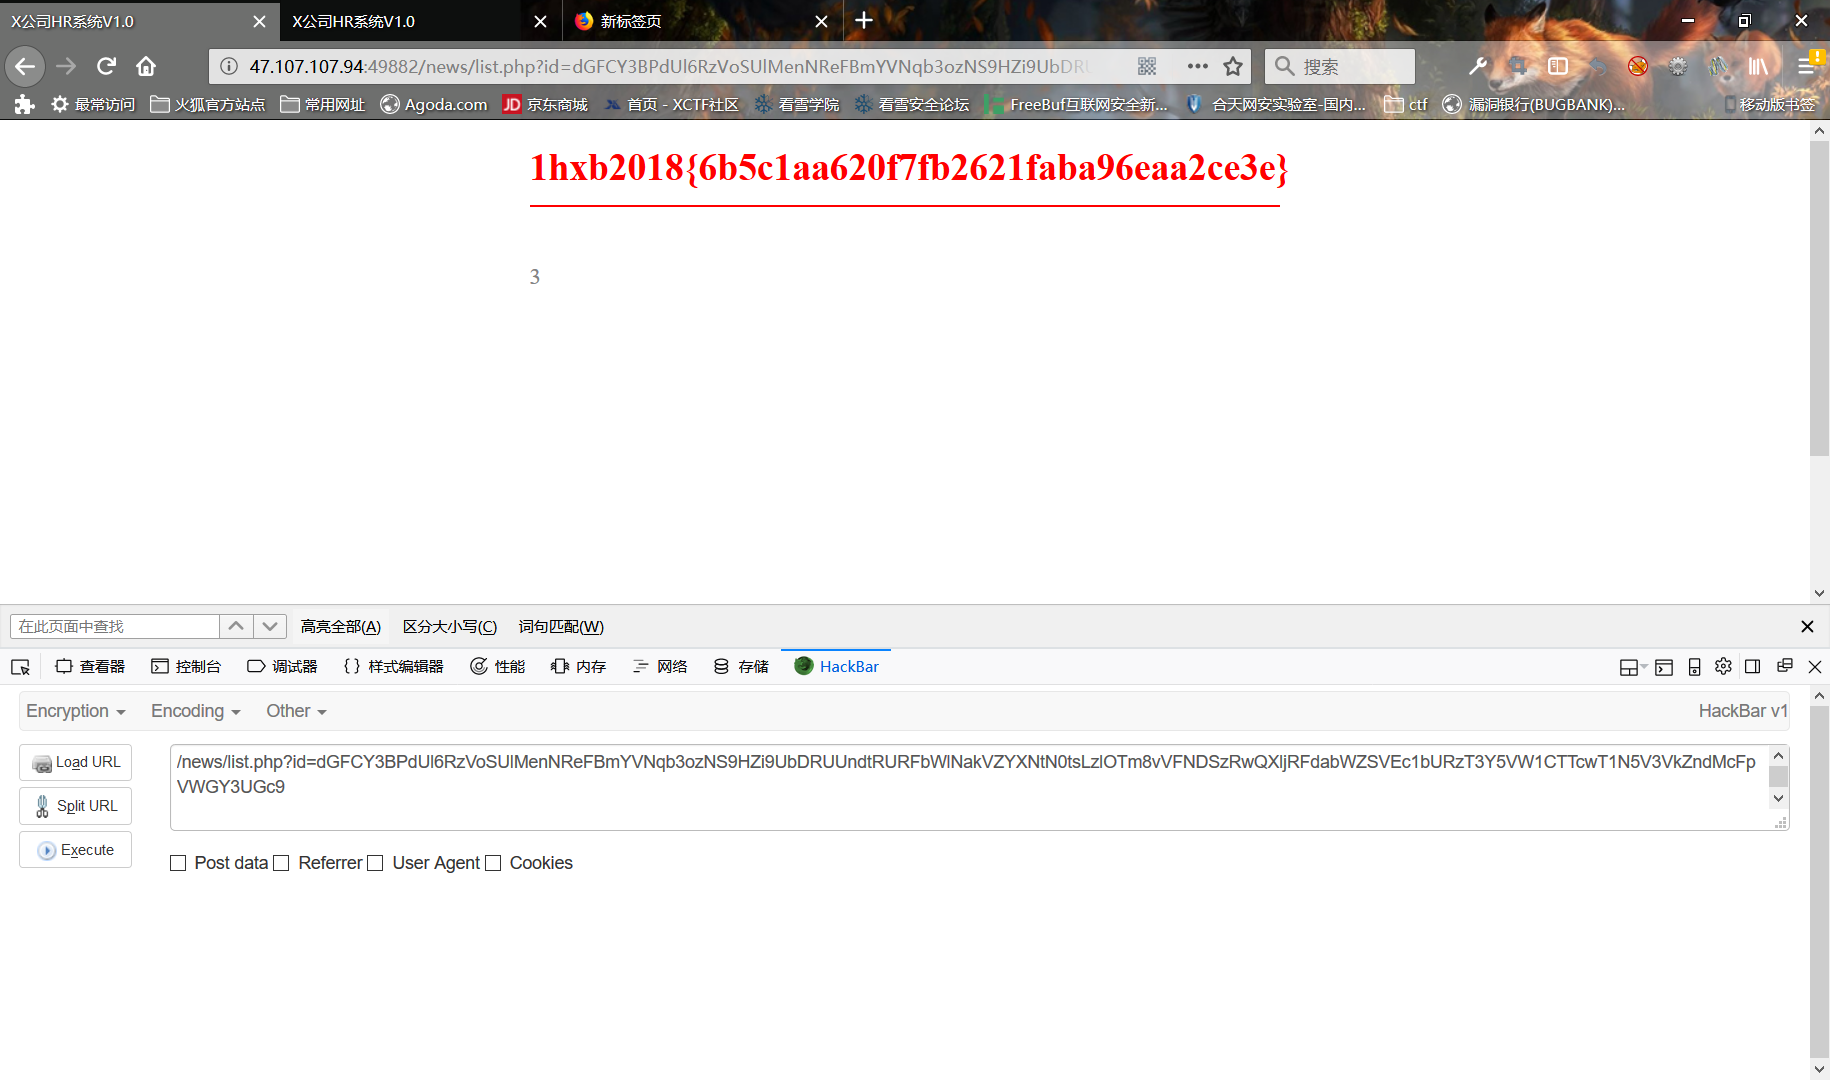 X公司HR系统V1.0
X公司HR系统V1.0
新标签页
47.107.107.94:49882/news/list.php?id=dGFCY3BPdUl6RzVoSUlMenNReFBmYVNqb3ozNS9HZi9UbDRU
搜索
最常访问 火狐官方站点 常用网址 Agoda.com JD 京东商城 首页 - XCTF社区 看雪学院 看雪安全论坛 FreeBuf互联网安全新... 合天网安实验室-国内... ctf 漏洞银行(BUGBANK)... 移动版书签
1hxb2018{6b5c1aa620f7fb2621faba96eaa2ce3e}
3
在此页面中查找 高亮全部(A) 区分大小写(C) 词句匹配(W)
查看器 控制台 调试器 样式编辑器 性能 内存 网络 存储 HackBar
Encryption Encoding Other HackBar v1
Load URL
Split URL
Execute
/news/list.php?id=dGFCY3BPdUl6RzVoSUlMenNReFBmYVNqb3ozNS9HZi9UbDRUUndtRURFbWlNakVZYXNtN0tsLzlOTm8vVFNDSzRwQXljRFdabWZSVEc1bURzT3Y5VW1CTTcwT1N5V3VkZndMcFp
VWGY3UGc9
Post data Referrer User Agent Cookies